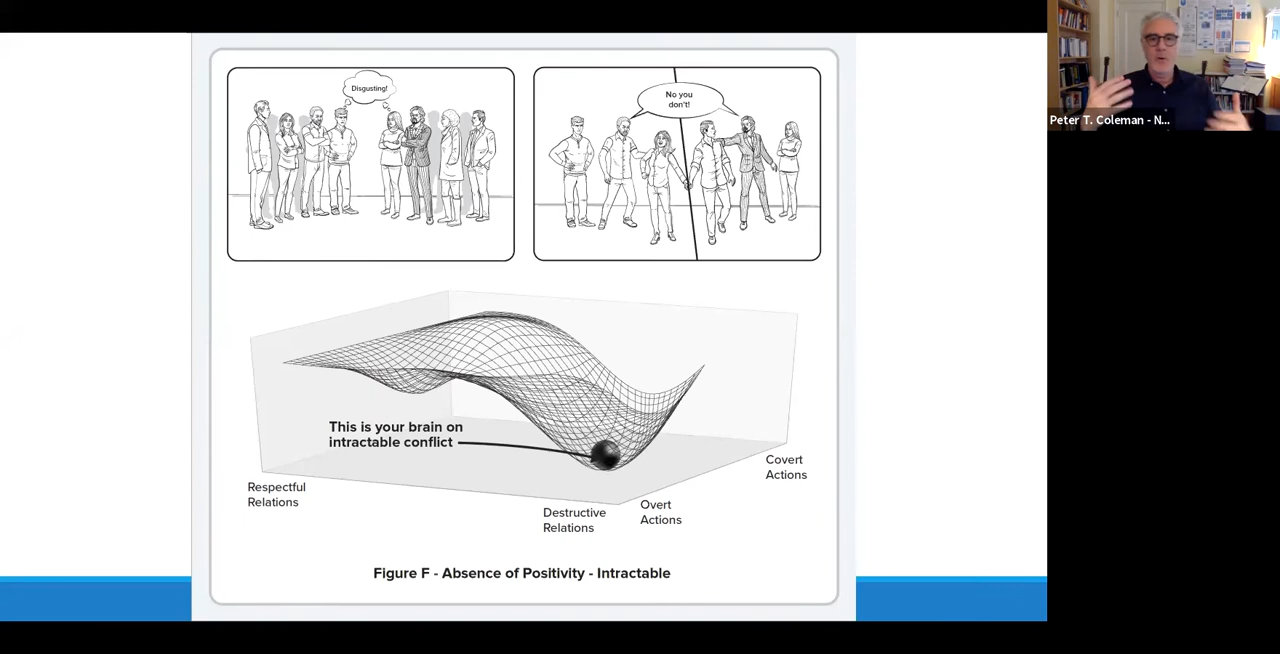 Disgusting!
No you
don't!
Peter T. Coleman - N...
This is your brain on
intractable conflict
Respectful
Relations
Destructive
Relations
Overt
Actions
Covert
Actions
Figure F - Absence of Positivity - Intractable